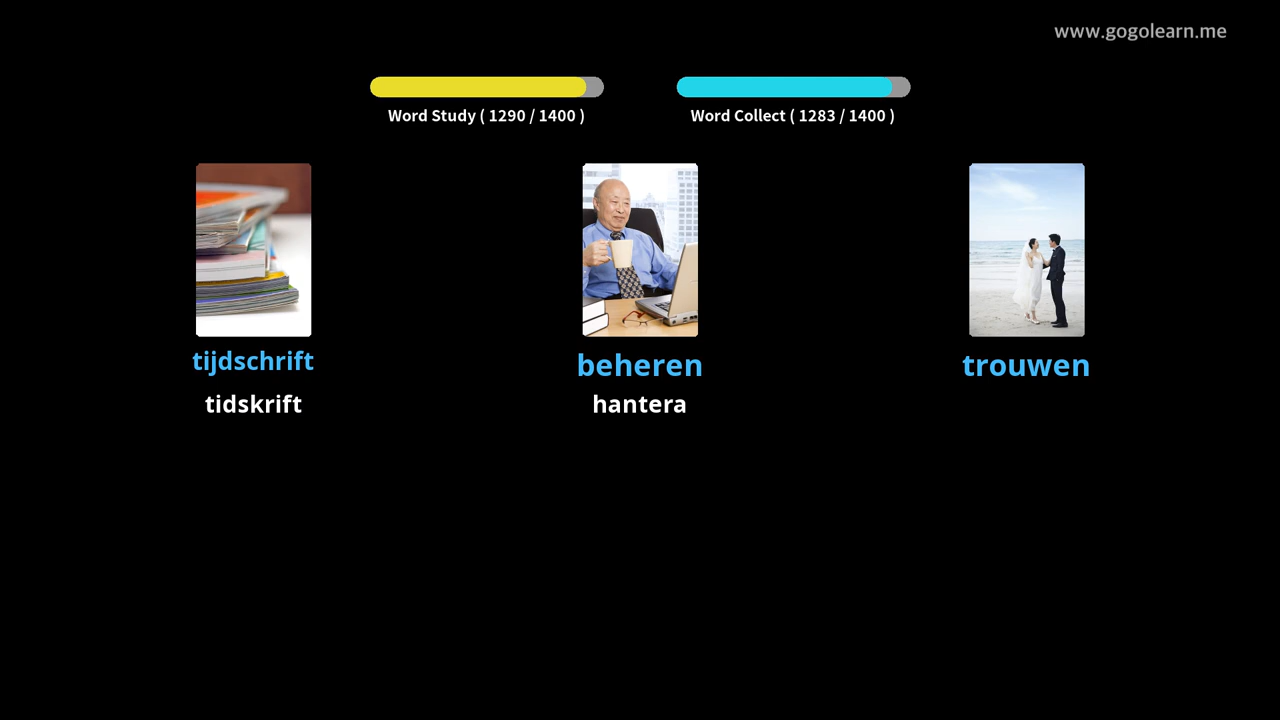 www.gogolearn.me
Word Study ( 1290 / 1400 )
Word Collect ( 1283 / 1400 )
tijdschrift
beheren
trouwen
tidskrift
hantera